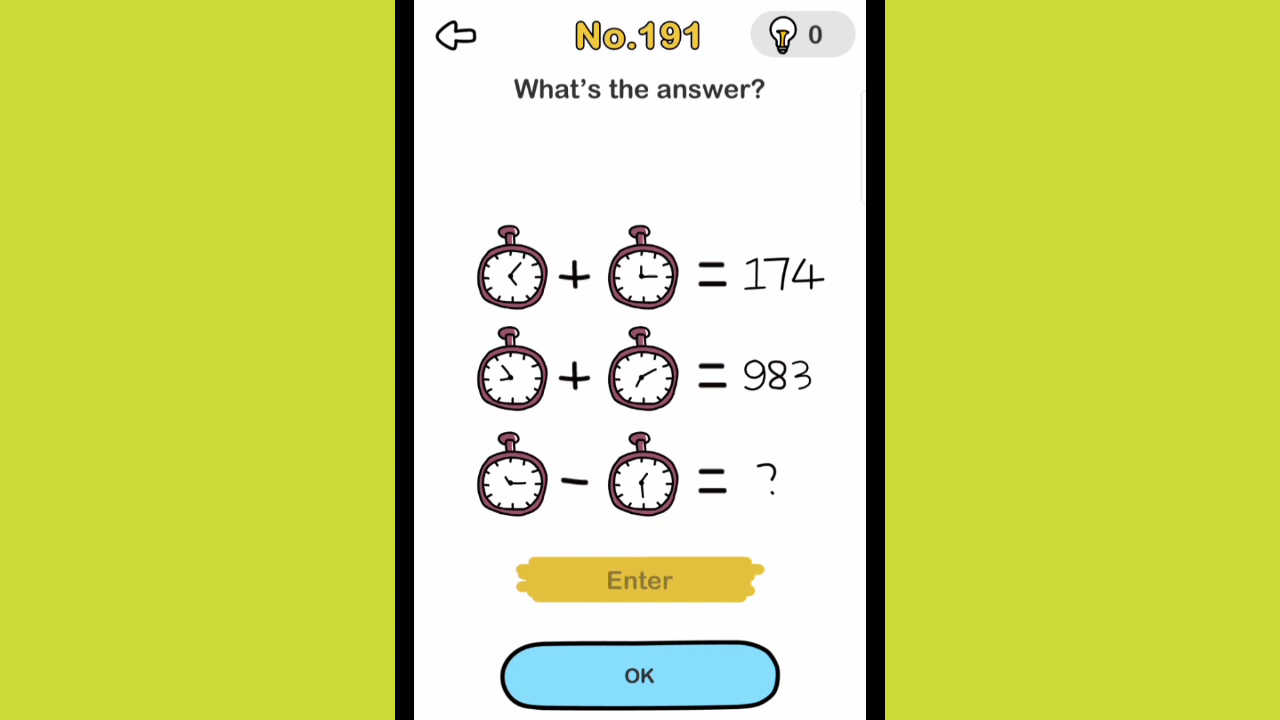 No.191
0
What's the answer?
+ = 174
+ = 983
- = ?
Enter
OK